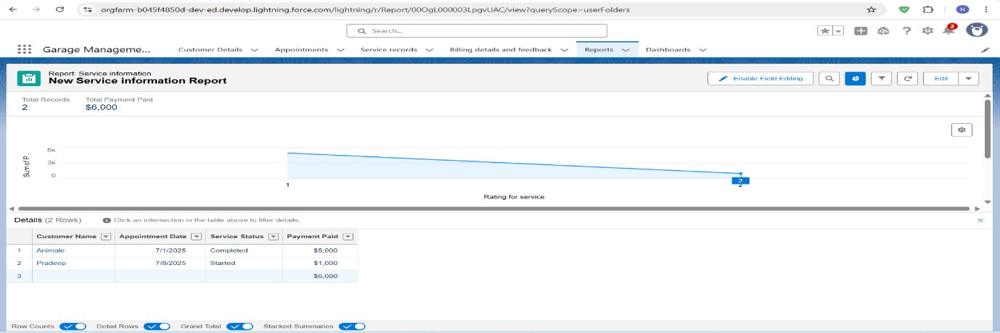 orgfarm-b045f4850d-dev-ed.develop.lightning.force.com/lightning/r/Report/00OgL000003LpgvUAC/view?queryScope=userFolders
N
Search...
2
Garage Manageme... Customer Details Appointments Service records Billing details and feedback Reports Dashboards
Report: Service information
New Service information Report
Enable Field Editing
Edit
Total Records Total Payment Paid
2 $6,000
Sum of P...
6K
3K
0
1
2
2
Rating for service
Details (2 Rows) Click an intersection in the table above to filter details.
Customer Name Appointment Date Service Status Payment Paid
1 Animale 7/1/2025 Completed $5,000
2 Pradeep 7/8/2025 Started $1,000
3 $6,000
Row Counts Detail Rows Grand Total Stacked Summaries